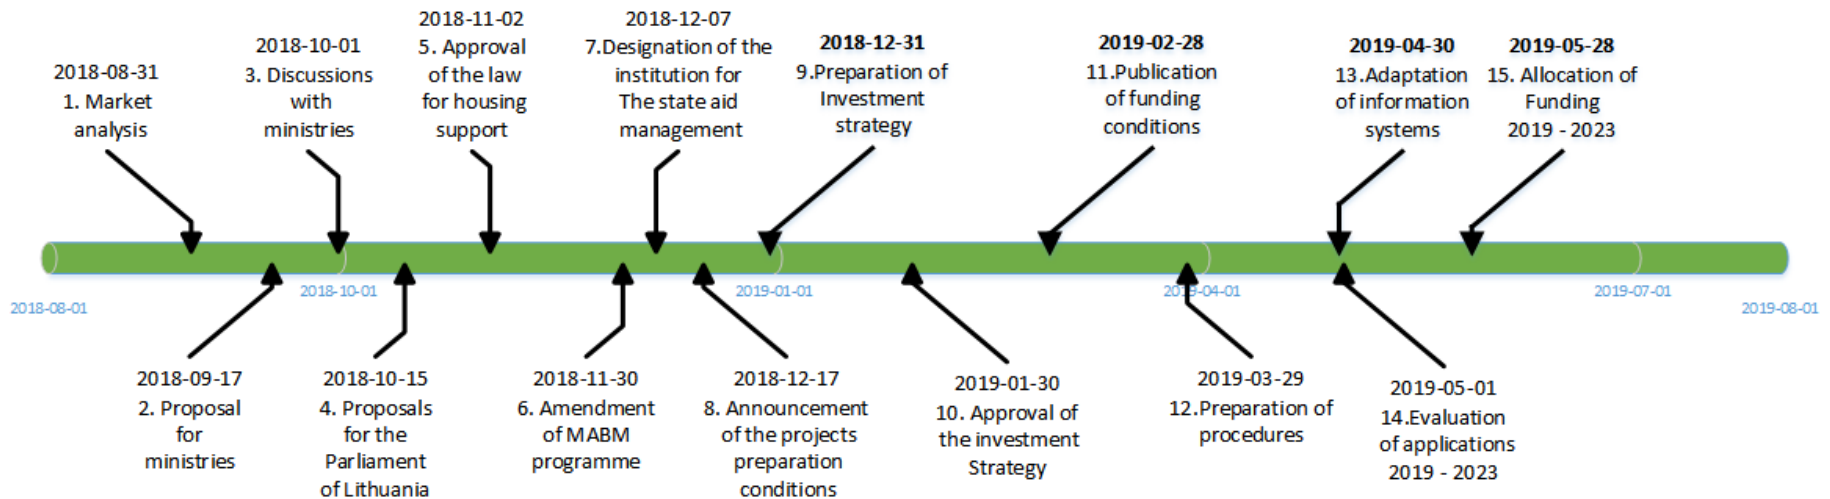 2018-08-31
1. Market
analysis
2018-10-01
3. Discussions
with
ministries
2018-11-02
5. Approval
of the law
for housing
support
2018-12-07
7.Designation of the
institution for
The state aid
management
2018-12-31
9.Preparation of
Investment
strategy
2019-02-28
11.Publication
of funding
conditions
2019-04-30
13.Adaptation
of information
systems
2019-05-28
15. Allocation of
Funding
2019 - 2023
2018-08-01
2018-10-01
2019-01-01
2019-04-01
2019-07-01
2019-08-01
2018-09-17
2. Proposal
for
ministries
2018-10-15
4. Proposals
for the
Parliament
of Lithuania
2018-11-30
6. Amendment
of MABM
programme
2018-12-17
8. Announcement
of the projects
preparation
conditions
2019-01-30
10. Approval of
the investment
Strategy
2019-03-29
12.Preparation of
procedures
2019-05-01
14.Evaluation
of applications
2019 - 2023